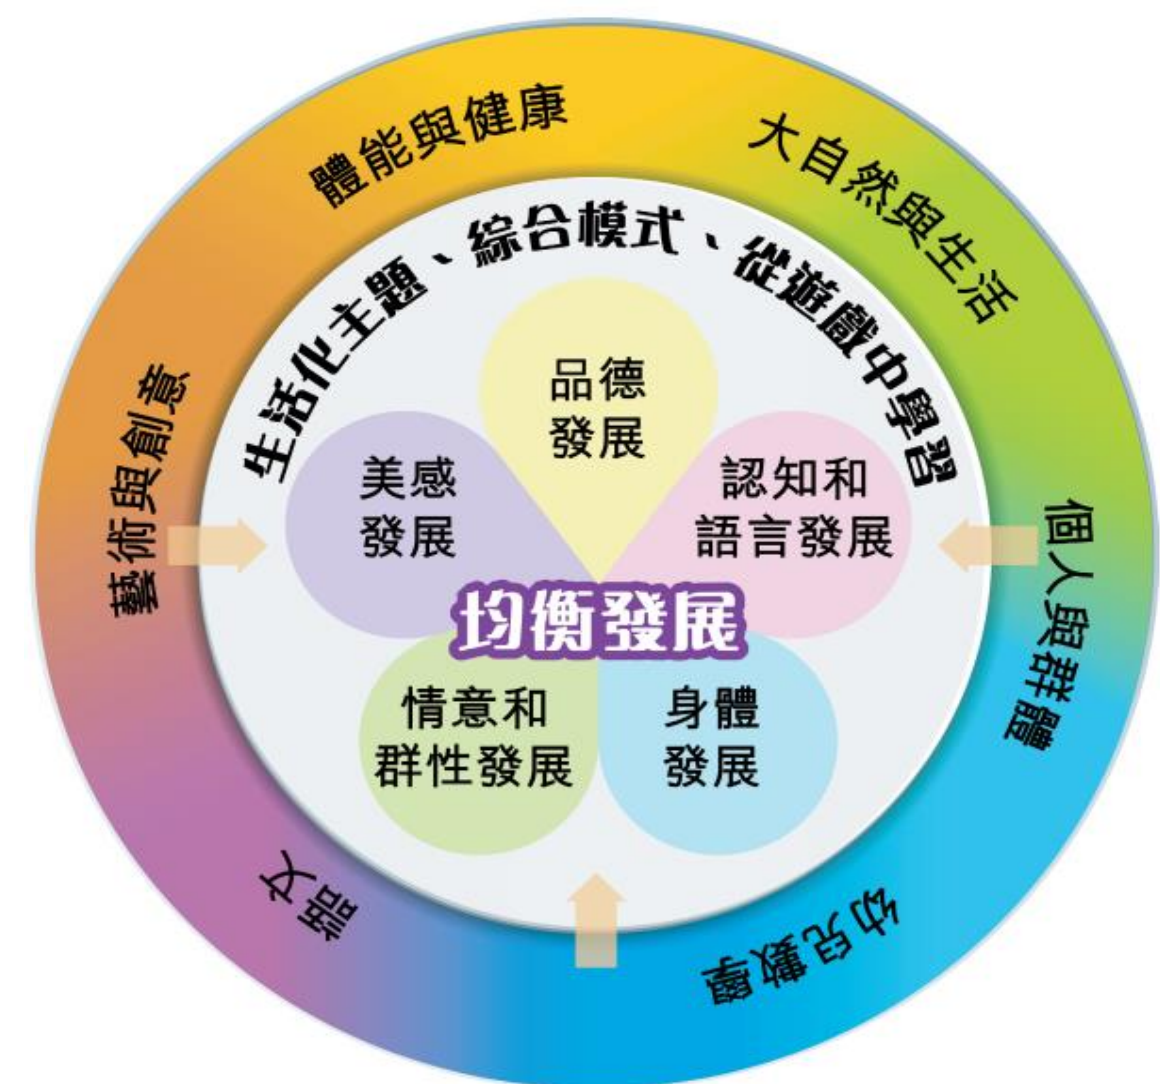 體能與健康
大自然與生活
個人與群體
幼兒數學
語文
藝術與創意
生活化主題、綜合模式、從遊戲中學習
品德
發展
認知和
語言發展
身體
發展
情意和
群性發展
美感
發展
均衡發展